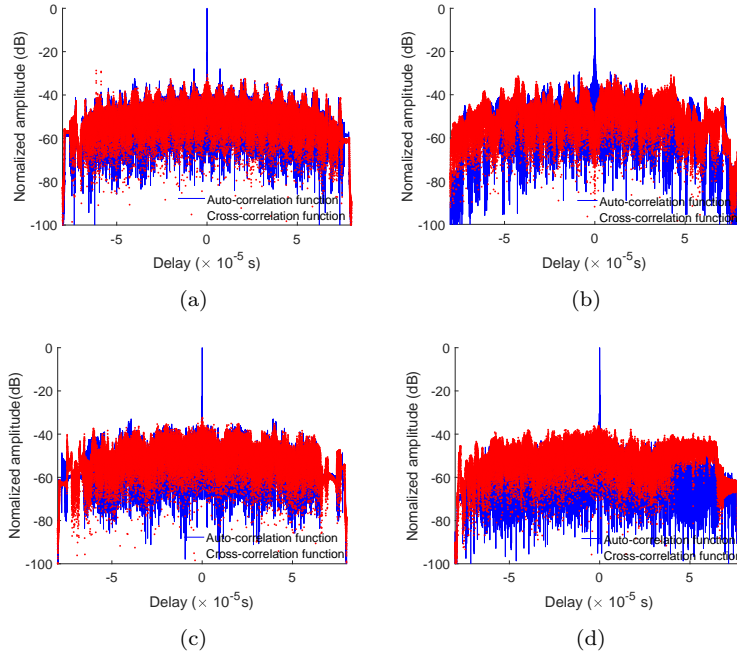 0
-20
-40
-60
-80
-100
Nomalized amplitude (dB)
Auto-correlation function
Cross-correlation function
-5
0
5
Delay (× 10-5 s)
(a)
0
-20
-40
-60
-80
-100
Nomalized amplitude (dB)
Auto-correlation function
Cross-correlation function
-5
0
5
Delay (× 10-5 s)
(b)
0
-20
-40
-60
-80
-100
Nomalized amplitude(dB)
Auto-correlation function
Cross-correlation function
-5
0
5
Delay (× 10-5 s)
(c)
0
-20
-40
-60
-80
-100
Nomalized amplitude (dB)
Auto-correlation function
Cross-correlation function
-5
0
5
Delay (× 10-5 s)
(d)